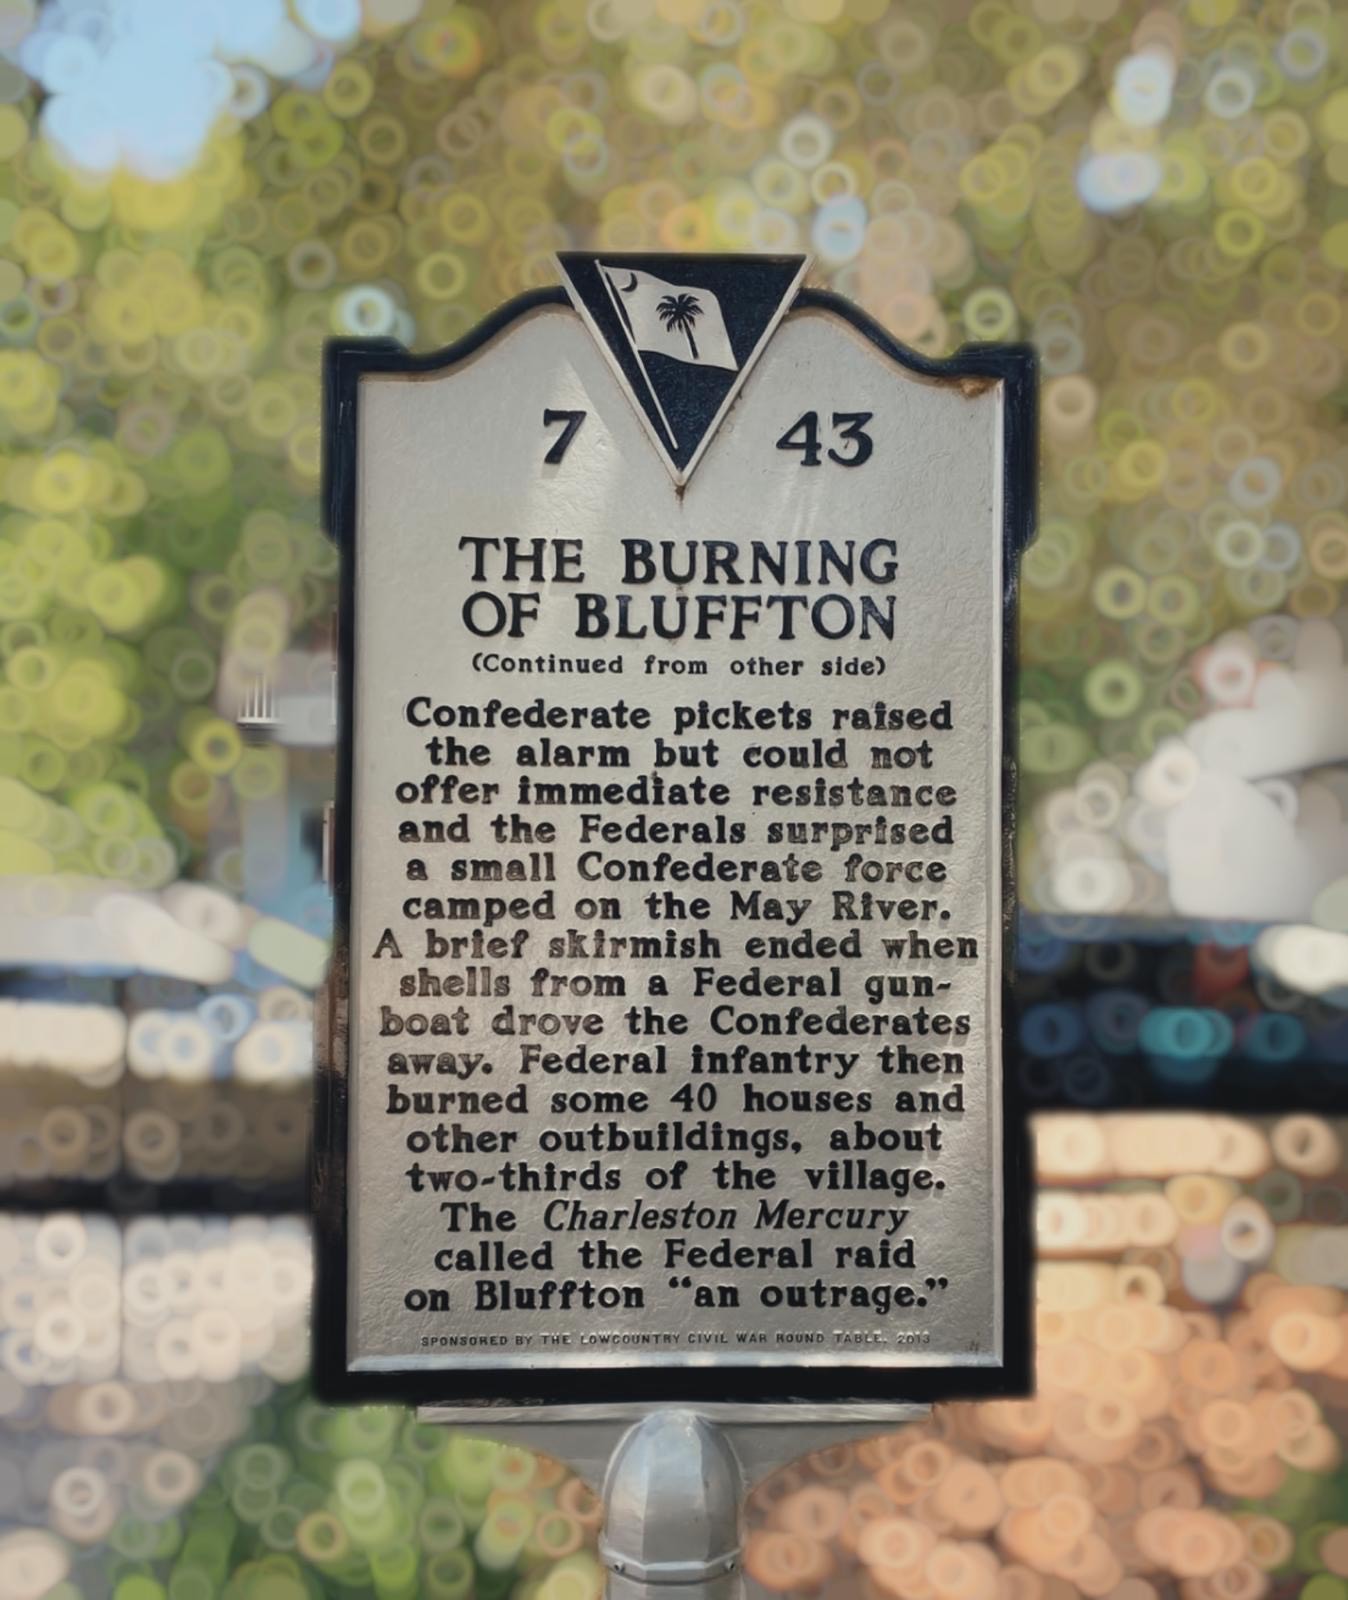 7 43
THE BURNING
OF BLUFFTON
(Continued from other side)
Confederate pickets raised
the alarm but could not
offer immediate resistance
and the Federals surprised
a small Confederate force
camped on the May River.
A brief skirmish ended when
shells from a Federal gun-
boat drove the Confederates
away. Federal infantry then
burned some 40 houses and
other outbuildings, about
two-thirds of the village.
The Charleston Mercury
called the Federal raid
on Bluffton “an outrage.”
SPONSORED BY THE LOWCOUNTRY CIVIL WAR ROUND TABLE, 2013